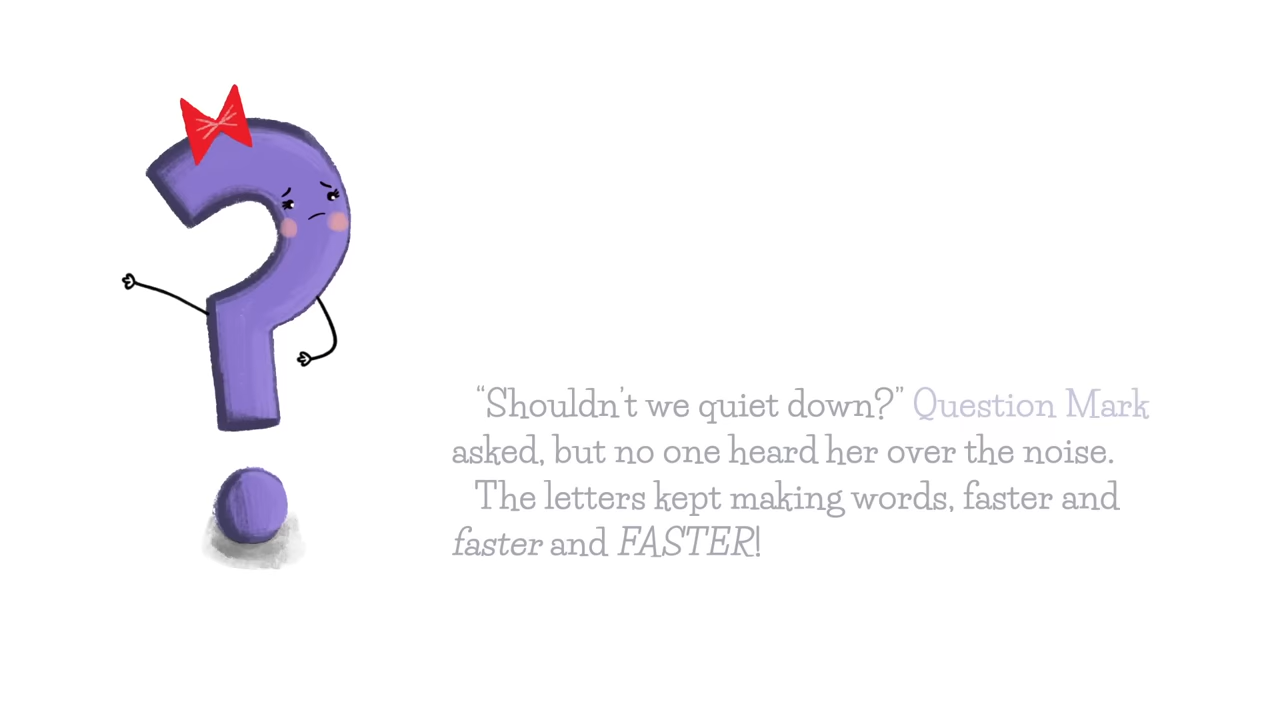 “Shouldn’t we quiet down?” Question Mark
asked, but no one heard her over the noise.
The letters kept making words, faster and
faster and FASTER!